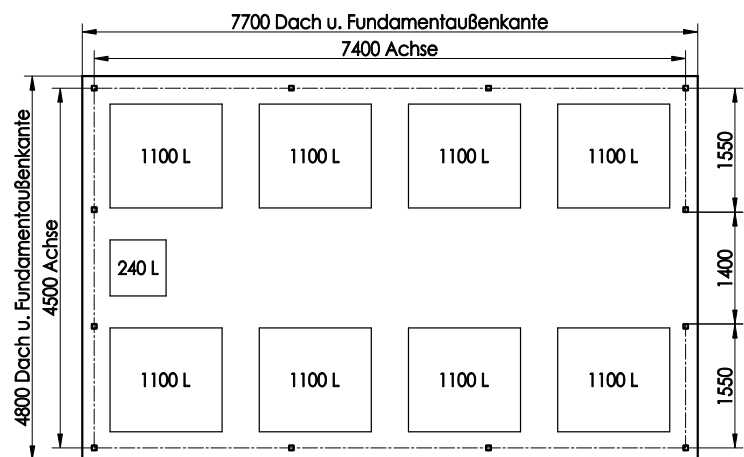 7700 Dach u. Fundamentaußenkante
7400 Achse
4800 Dach u. Fundamentaußenkante
4500 Achse
1100 L
1100 L
1100 L
1100 L
1550
240 L
1400
1100 L
1100 L
1100 L
1100 L
1550